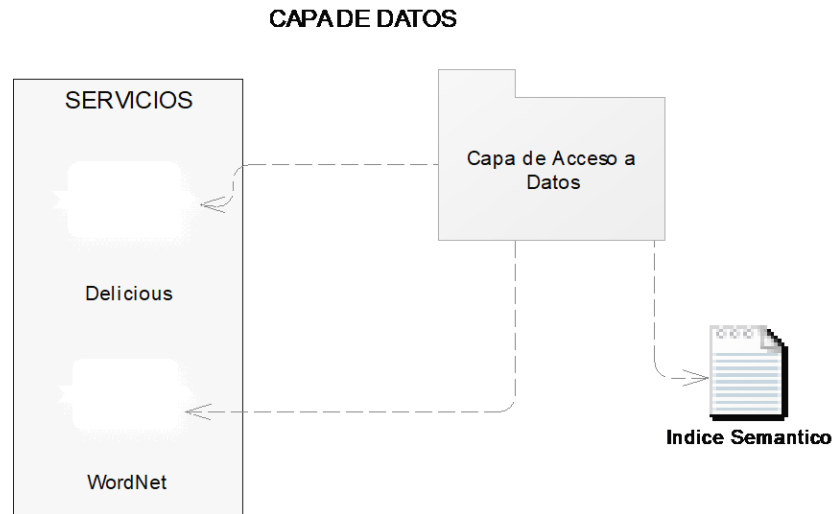 CAPA DE DATOS
SERVICIOS
Capa de Acceso a
Datos
Delicious
Indice Semantico
WordNet